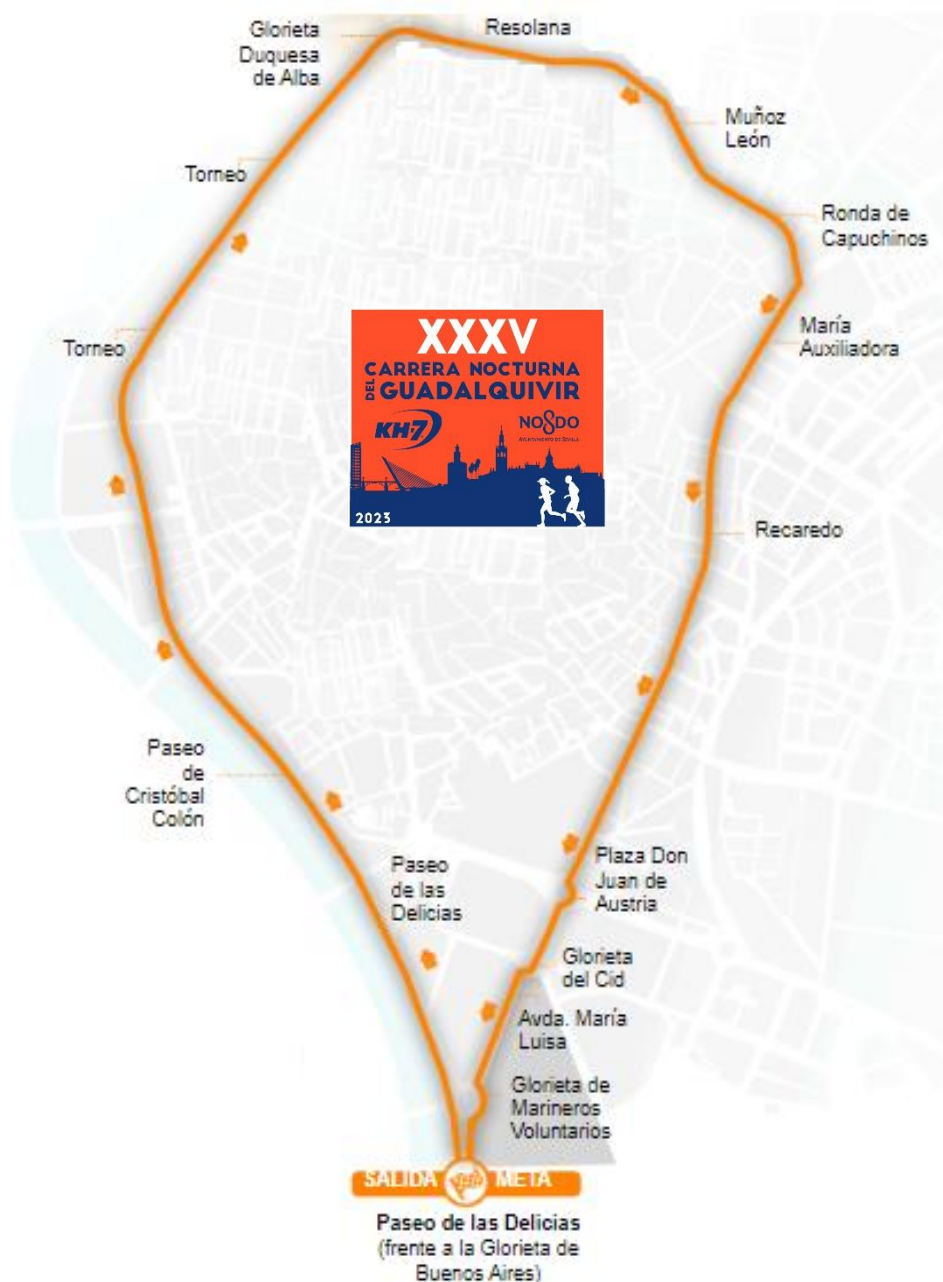 Glorieta
Duquesa
de Alba
Resolana
Muñoz
León
Torneo
Ronda de
Capuchinos
Torneo
María
Auxiliadora
XXXV
CARRERA NOCTURNA
DEL GUADALQUIVIR
KH-7
NO8DO
AYUNTAMIENTO DE SEVILLA
2023
Recaredo
Paseo
de
Cristóbal
Colón
Paseo
de las
Delicias
Plaza Don
Juan de
Austria
Glorieta
del Cid
Avda. María
Luisa
Glorieta de
Marineros
Voluntarios
SALIDA META
Paseo de las Delicias
(frente a la Glorieta de
Buenos Aires)